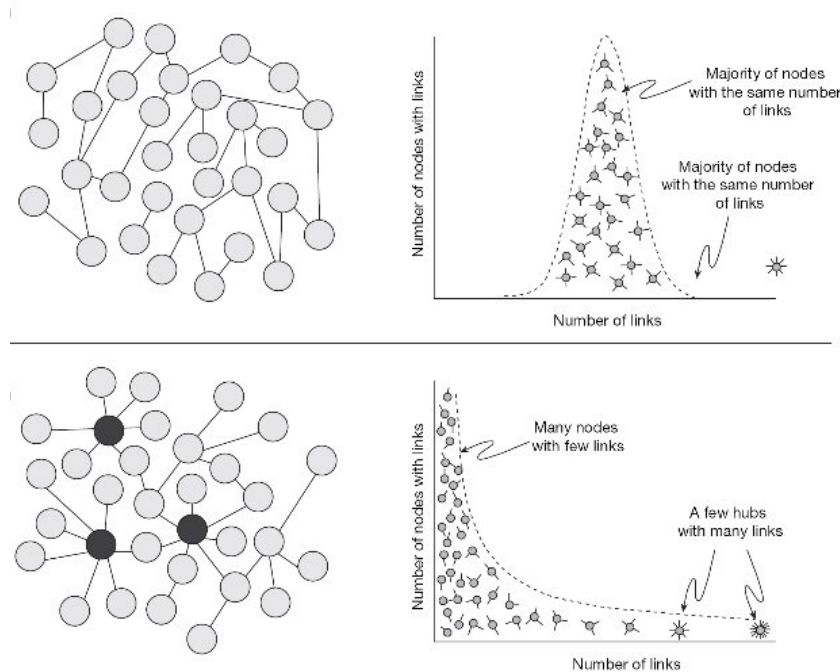 Number of nodes with links
Majority of nodes
with the same number
of links
Majority of nodes
with the same number
of links
Number of links
Number of nodes with links
Many nodes
with few links
A few hubs
with many links
Number of links